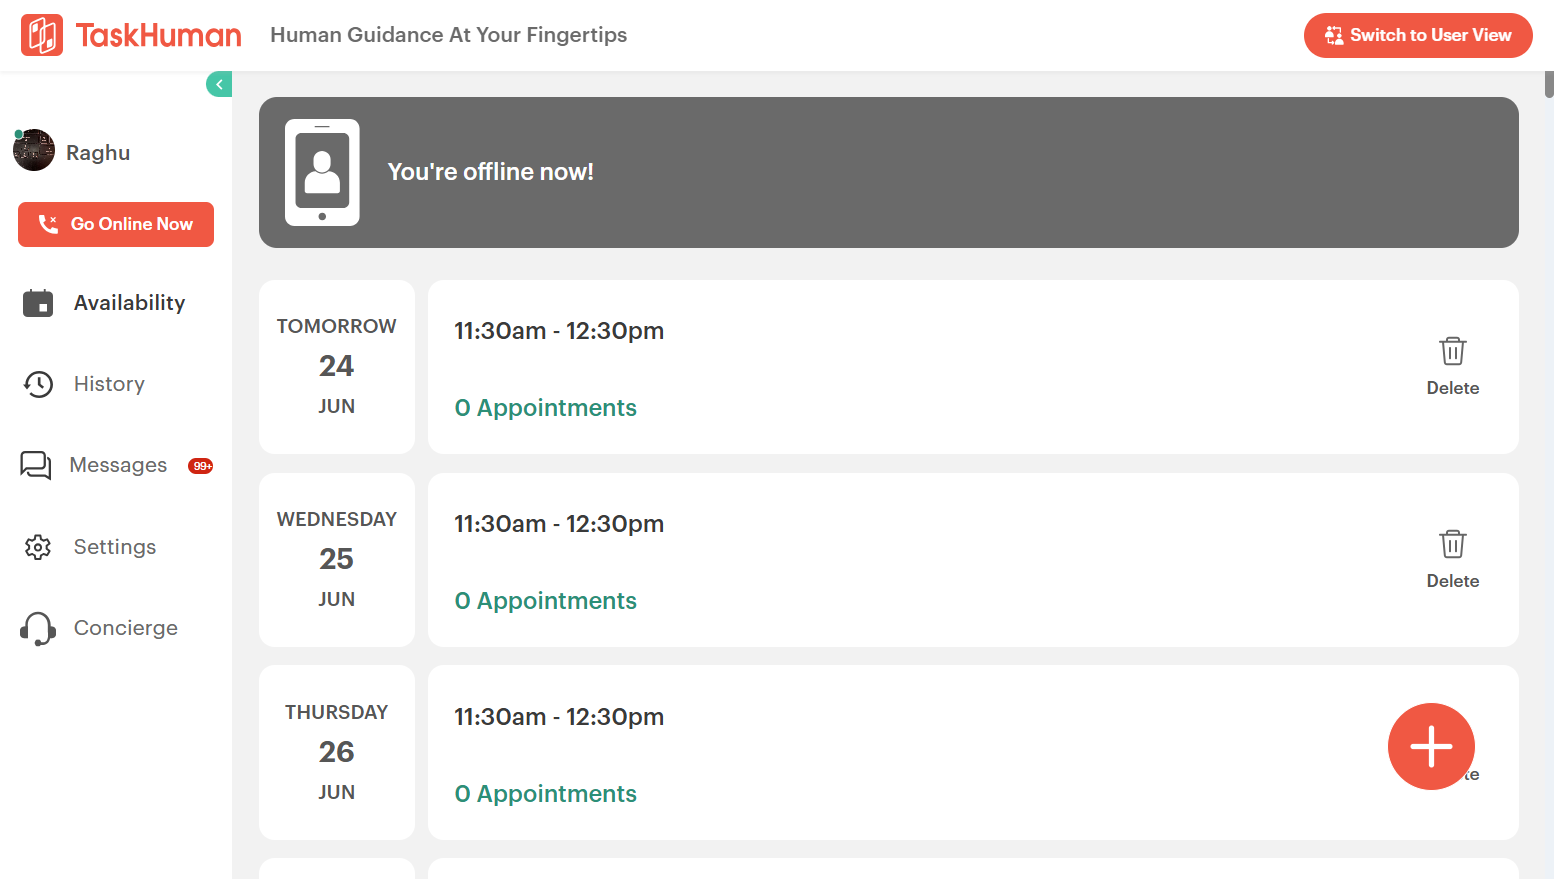 TaskHuman
Human Guidance At Your Fingertips
Switch to User View
Raghu
Go Online Now
Availability
History
Messages
99+
Settings
Concierge
You're offline now!
TOMORROW
24
JUN
11:30am - 12:30pm
0 Appointments
Delete
WEDNESDAY
25
JUN
11:30am - 12:30pm
0 Appointments
Delete
THURSDAY
26
JUN
11:30am - 12:30pm
0 Appointments